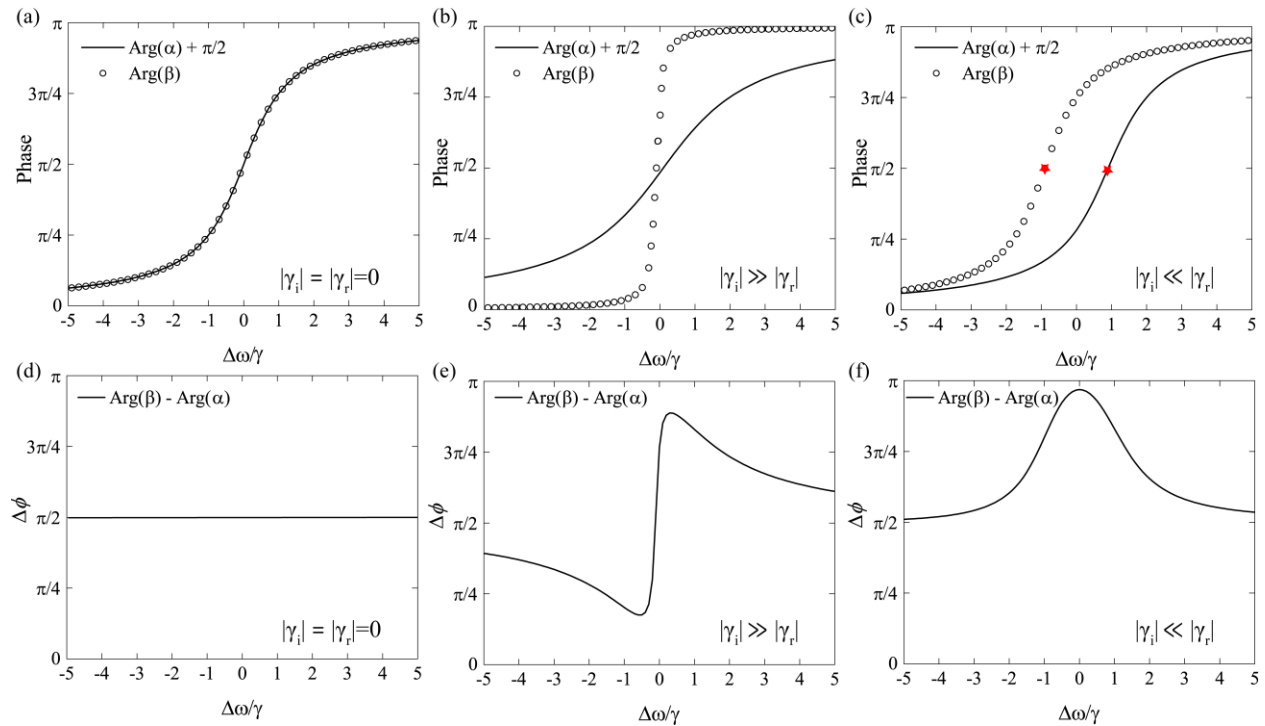 (a)
π
3π/4
π/2
π/4
0
Phase
Arg(α) + π/2
Arg(β)
|γᵢ| = |γᵣ|=0
-5 -4 -3 -2 -1 0 1 2 3 4 5
Δω/γ
(b)
π
3π/4
π/2
π/4
0
Phase
Arg(α) + π/2
Arg(β)
|γᵢ| ≫ |γᵣ|
-5 -4 -3 -2 -1 0 1 2 3 4 5
Δω/γ
(c)
π
3π/4
π/2
π/4
0
Phase
Arg(α) + π/2
Arg(β)
|γᵢ| ≪ |γᵣ|
-5 -4 -3 -2 -1 0 1 2 3 4 5
Δω/γ
(d)
π
3π/4
π/2
π/4
0
Δϕ
Arg(β) - Arg(α)
|γᵢ| = |γᵣ|=0
-5 -4 -3 -2 -1 0 1 2 3 4 5
Δω/γ
(e)
π
3π/4
π/2
π/4
0
Δϕ
Arg(β) - Arg(α)
|γᵢ| ≫ |γᵣ|
-5 -4 -3 -2 -1 0 1 2 3 4 5
Δω/γ
(f)
π
3π/4
π/2
π/4
0
Δϕ
Arg(β) - Arg(α)
|γᵢ| ≪ |γᵣ|
-5 -4 -3 -2 -1 0 1 2 3 4 5
Δω/γ